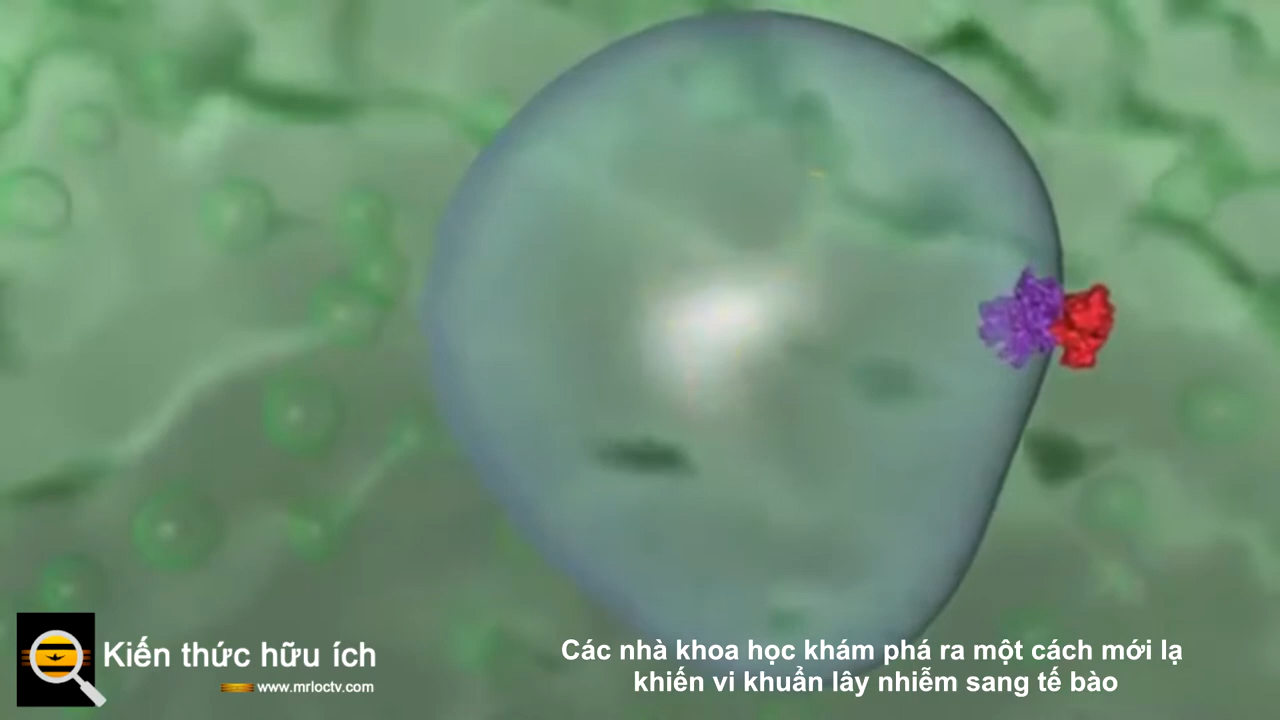 Kiến thức hữu ích
www.mrloctv.com
Các nhà khoa học khám phá ra một cách mới lạ
khiến vi khuẩn lây nhiễm sang tế bào